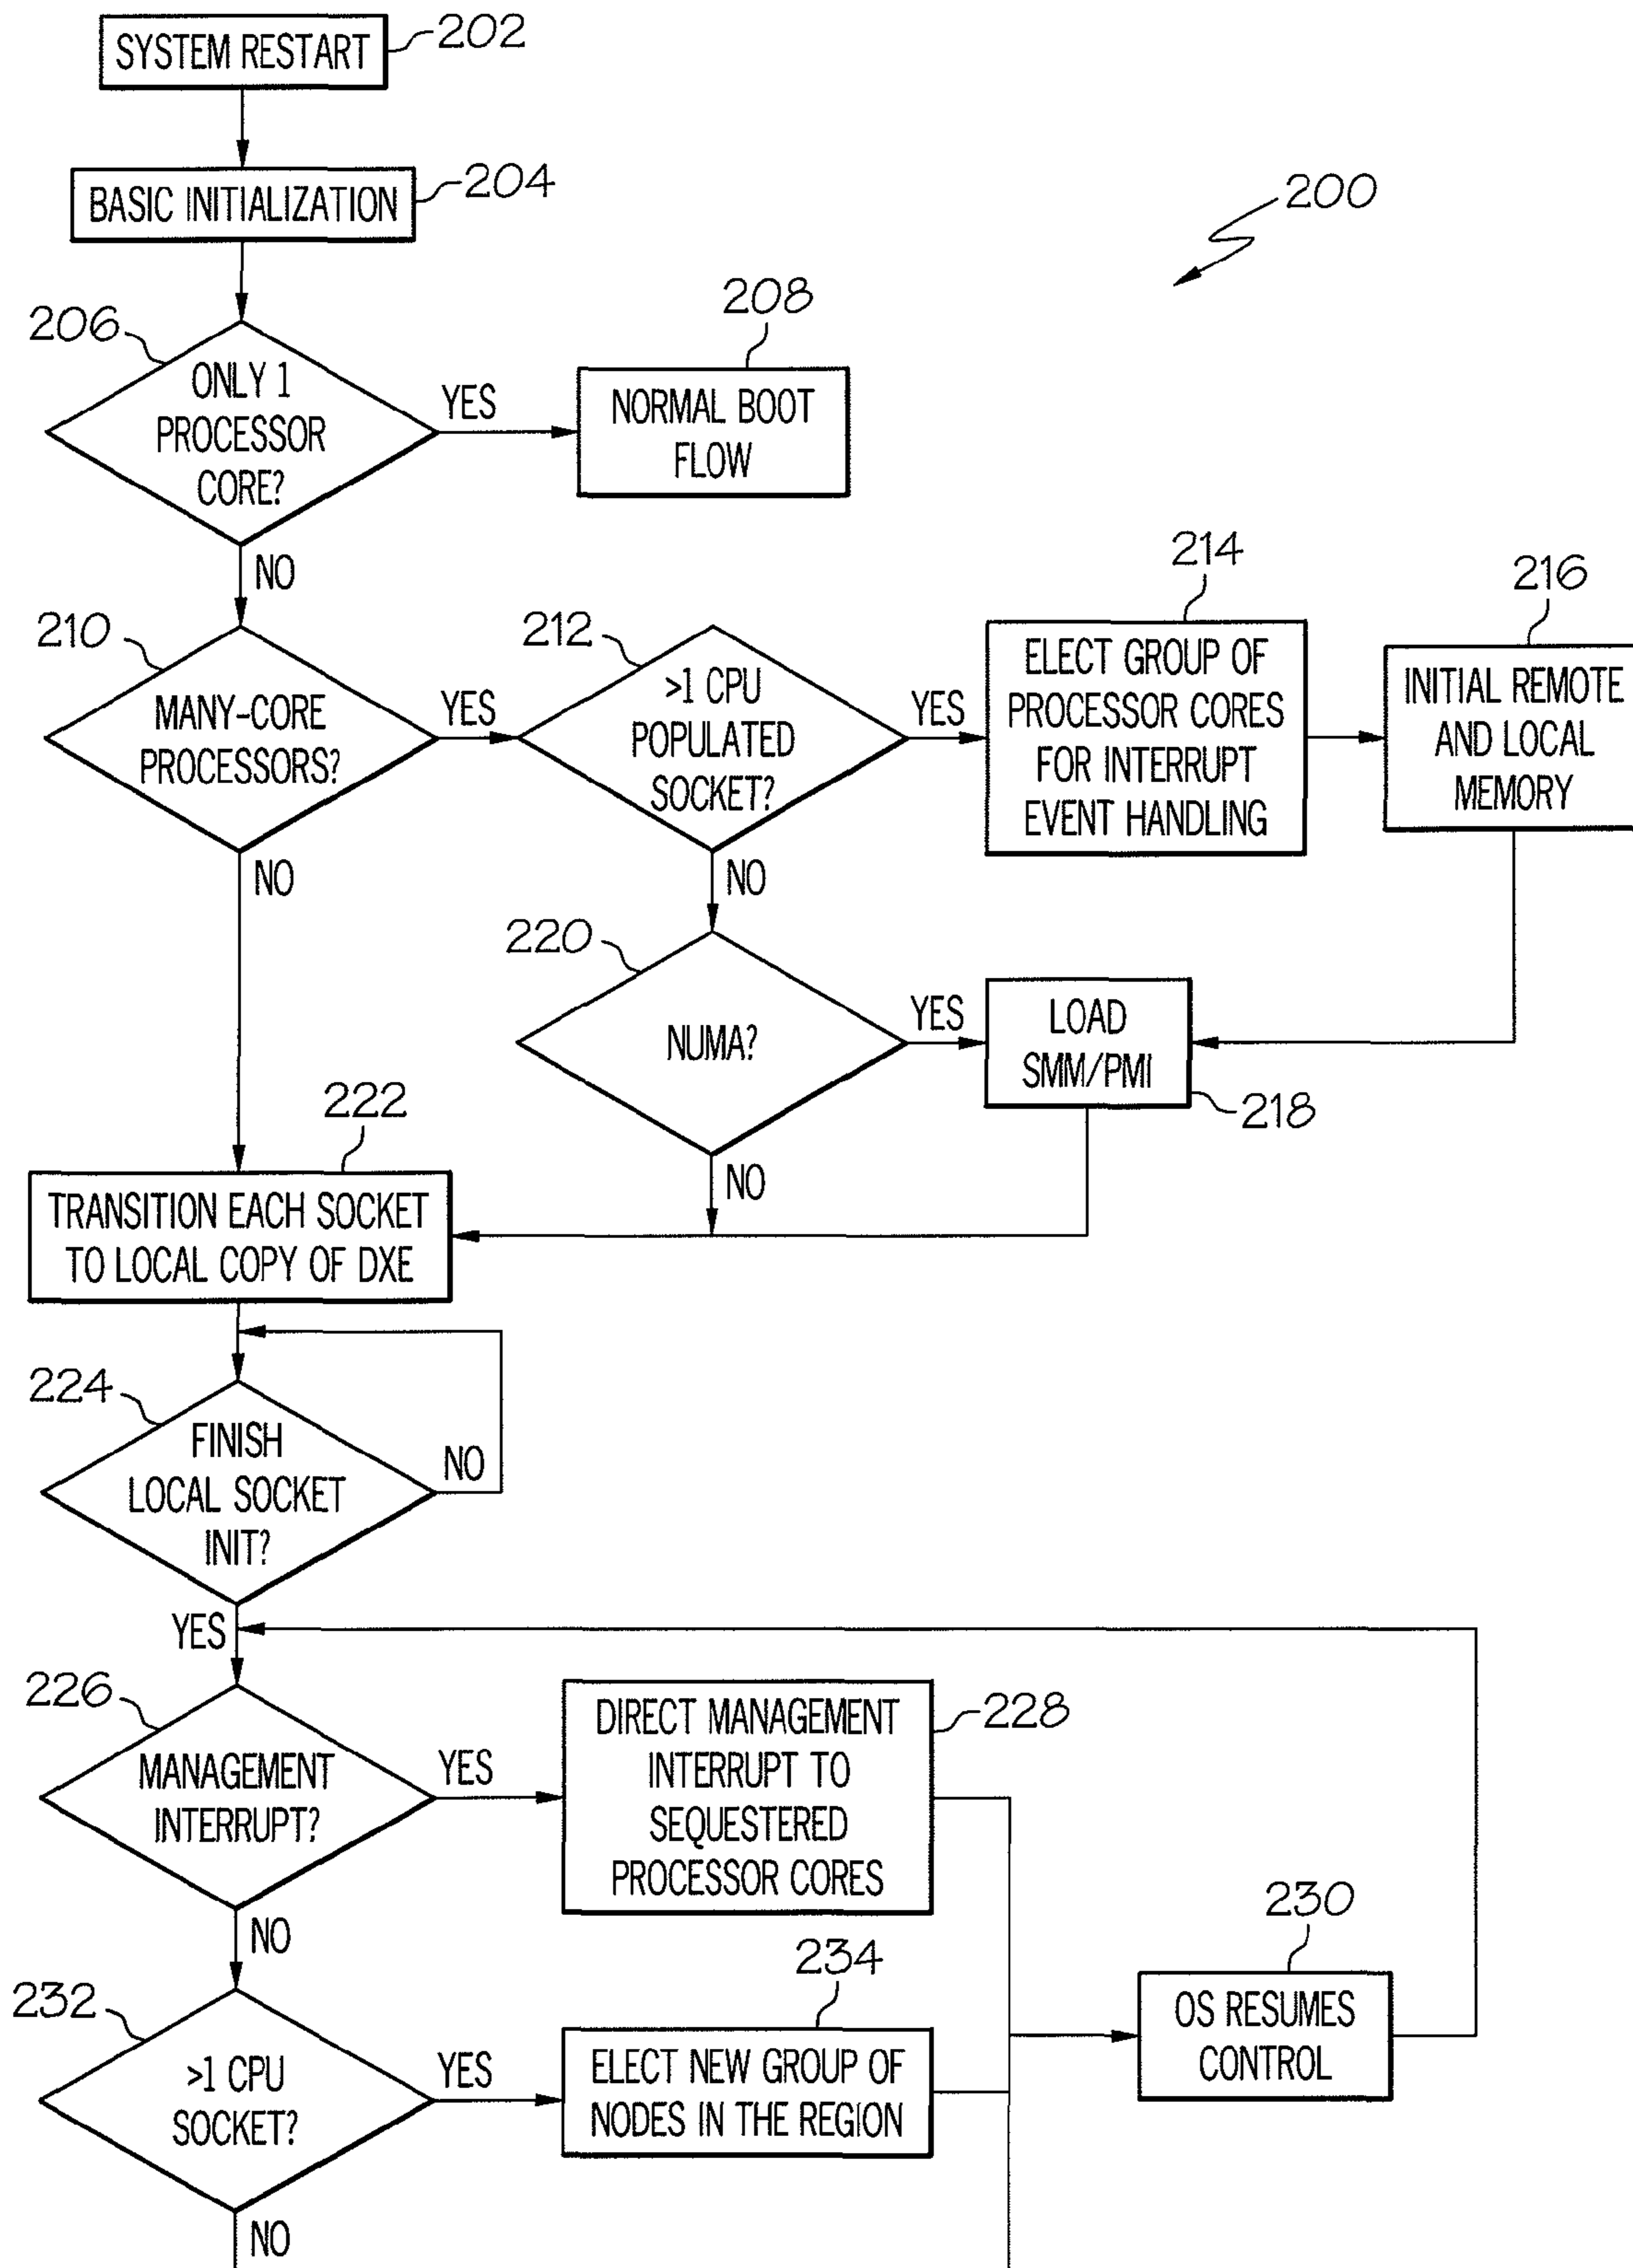 SYSTEM RESTART
202
BASIC INITIALIZATION
204
200
206
ONLY 1
PROCESSOR
CORE?
YES
208
NORMAL BOOT
FLOW
NO
210
MANY-CORE
PROCESSORS?
YES
212
>1 CPU
POPULATED
SOCKET?
YES
214
ELECT GROUP OF
PROCESSOR CORES
FOR INTERRUPT
EVENT HANDLING
216
INITIAL REMOTE
AND LOCAL
MEMORY
NO
NO
220
NUMA?
YES
LOAD
SMM/PMI
218
NO
222
TRANSITION EACH SOCKET
TO LOCAL COPY OF DXE
224
FINISH
LOCAL SOCKET
INIT?
NO
YES
226
MANAGEMENT
INTERRUPT?
YES
DIRECT MANAGEMENT
INTERRUPT TO
SEQUESTERED
PROCESSOR CORES
228
NO
230
OS RESUMES
CONTROL
232
>1 CPU
SOCKET?
YES
234
ELECT NEW GROUP OF
NODES IN THE REGION
NO